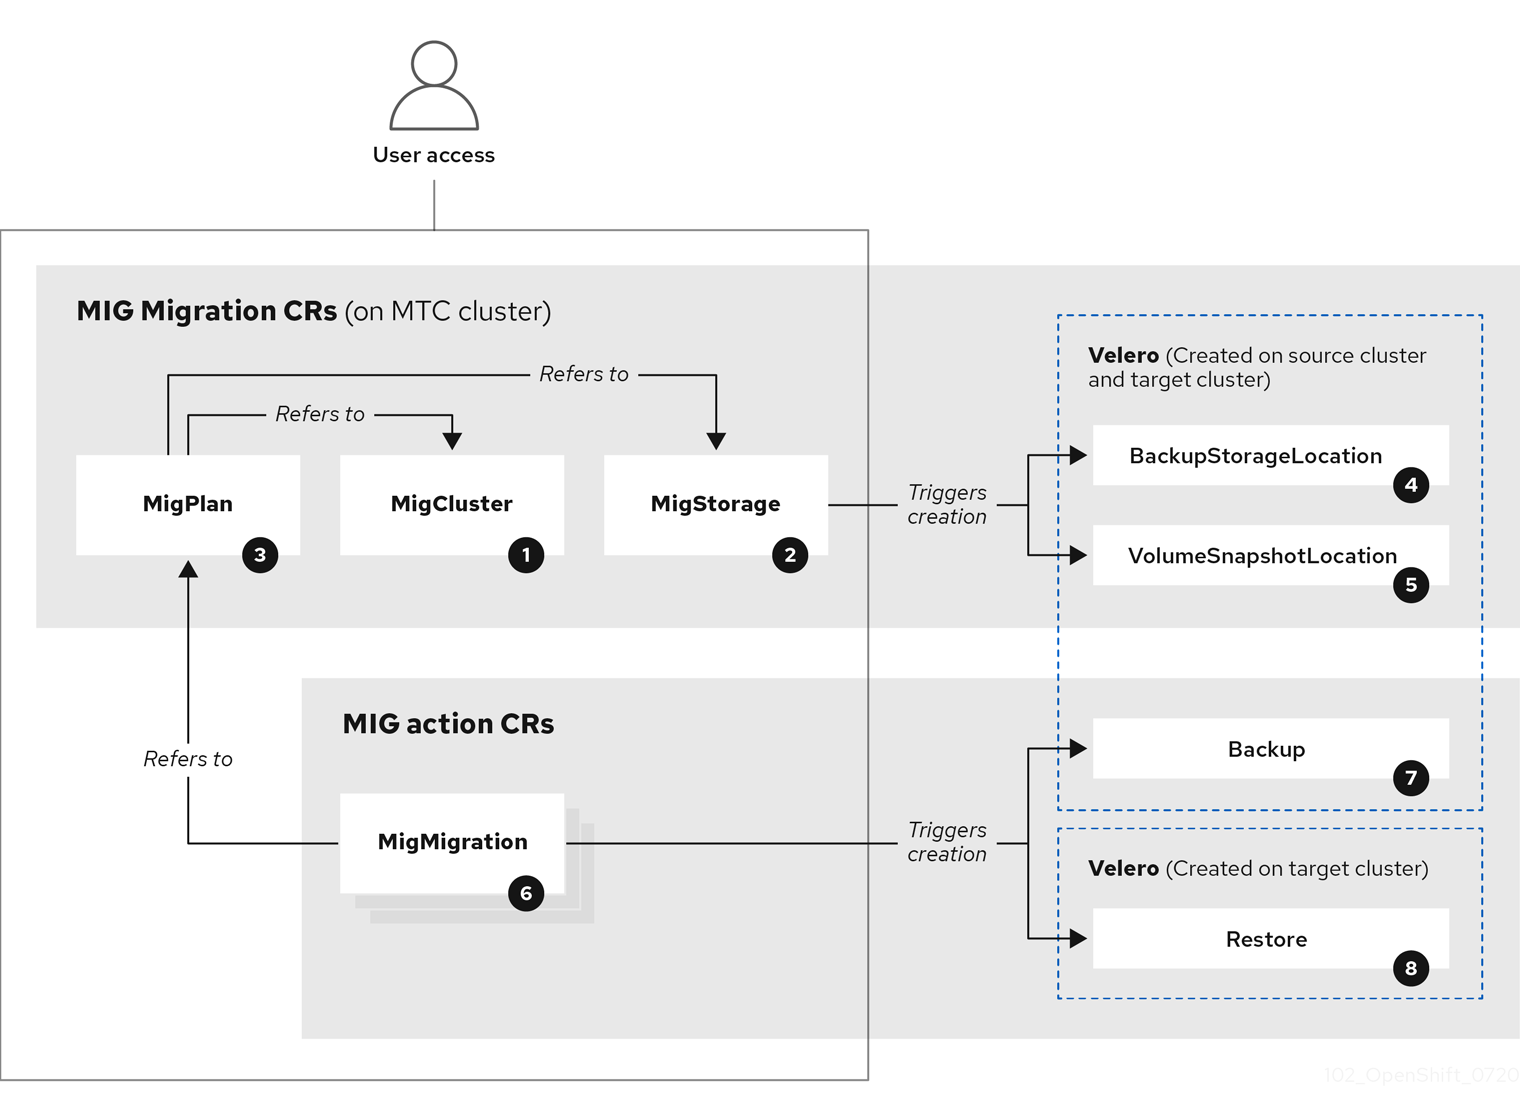 User access
MIG Migration CRs (on MTC cluster)
Refers to
Refers to
MigPlan
3
MigCluster
1
MigStorage
2
Triggers
creation
Velero (Created on source cluster
and target cluster)
BackupStorageLocation
4
VolumeSnapshotLocation
5
Refers to
MIG action CRs
MigMigration
6
Triggers
creation
Backup
7
Velero (Created on target cluster)
Restore
8
102_OpenShift_0720